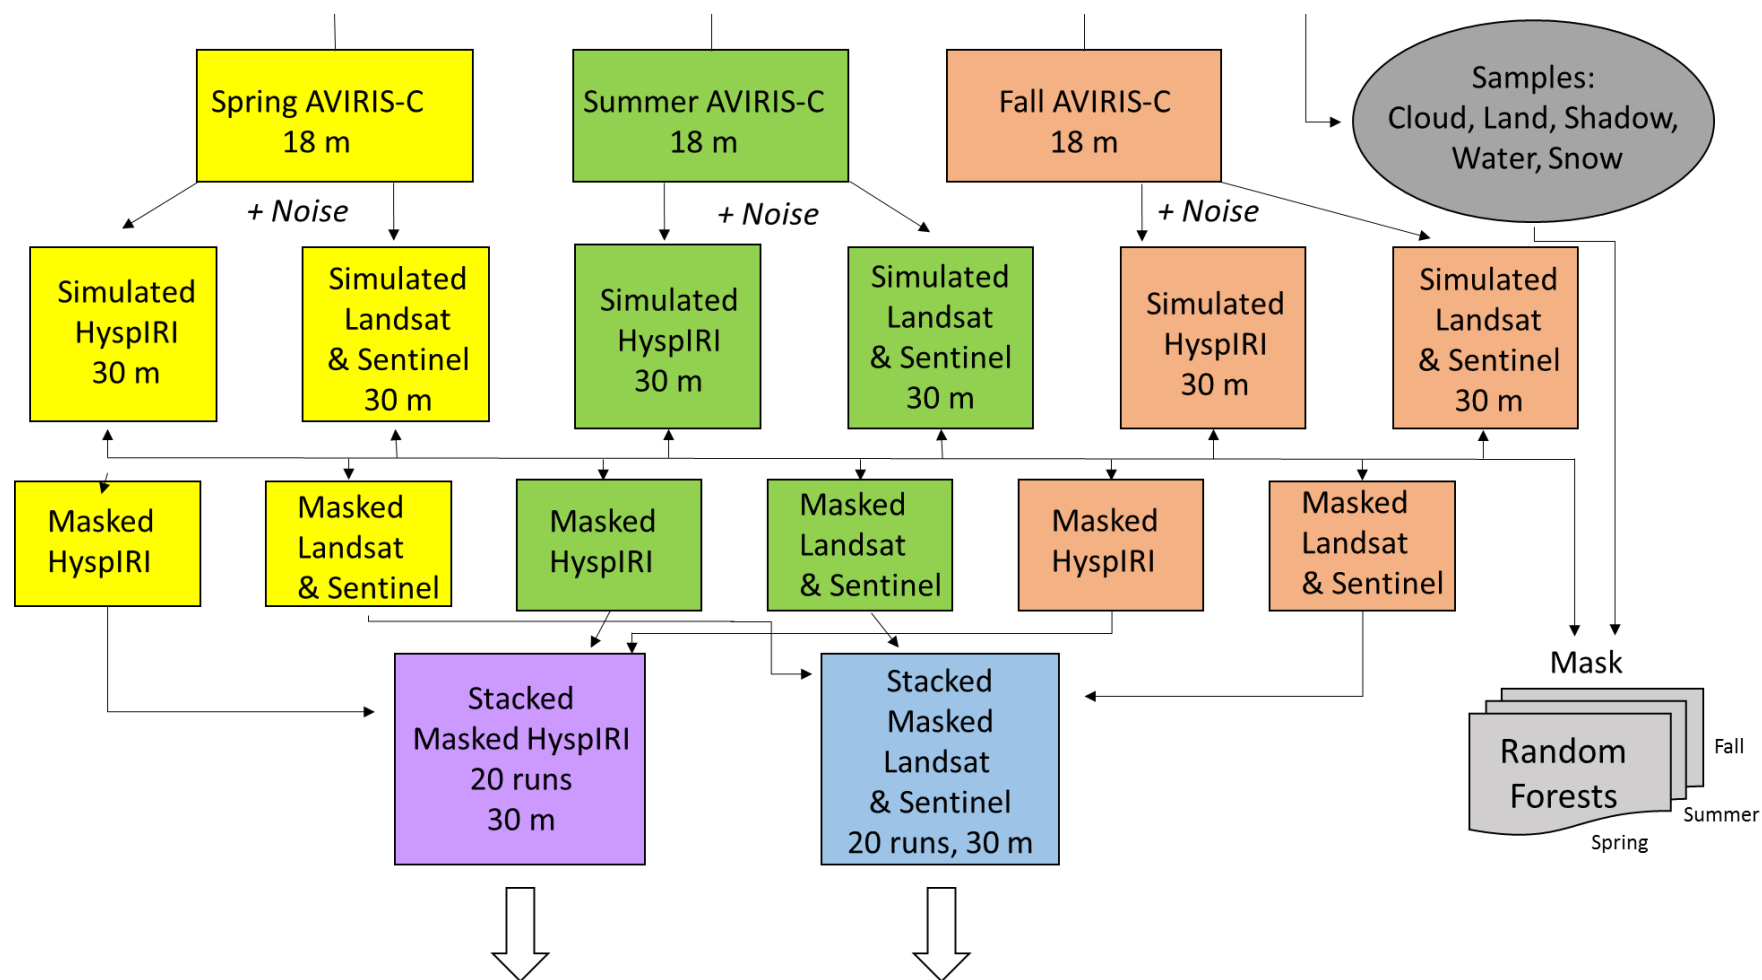 Spring AVIRIS-C
18 m
Summer AVIRIS-C
18 m
Fall AVIRIS-C
18 m
Samples:
Cloud, Land, Shadow,
Water, Snow
+ Noise
+ Noise
+ Noise
Simulated
HyspIRI
30 m
Simulated
Landsat
& Sentinel
30 m
Simulated
HyspIRI
30 m
Simulated
Landsat
& Sentinel
30 m
Simulated
HyspIRI
30 m
Simulated
Landsat
& Sentinel
30 m
Masked
HyspIRI
Masked
Landsat
& Sentinel
Masked
HyspIRI
Masked
Landsat
& Sentinel
Masked
HyspIRI
Masked
Landsat
& Sentinel
Stacked
Masked HyspIRI
20 runs
30 m
Stacked
Masked
Landsat
& Sentinel
20 runs, 30 m
Mask
Random
Forests
Fall
Summer
Spring